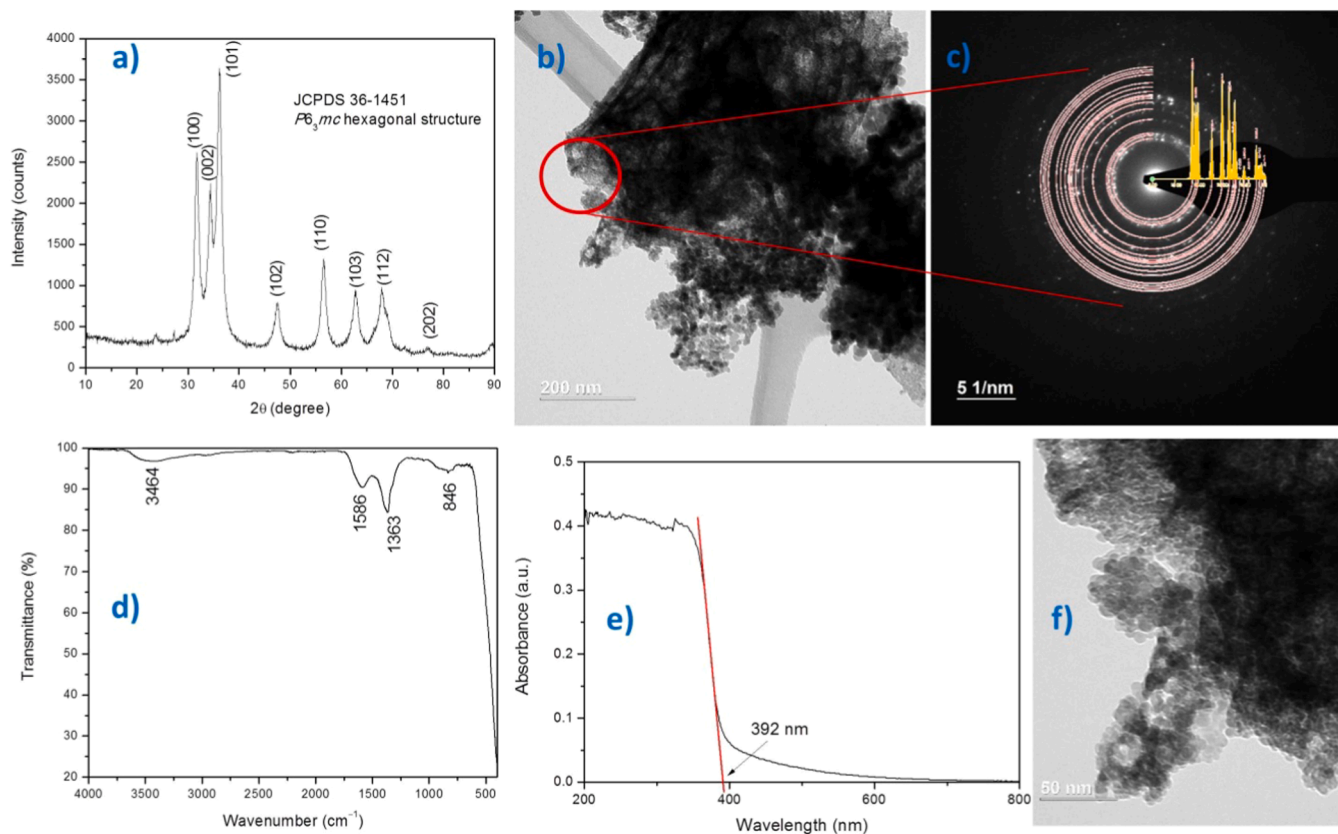 a)
4000
3500
3000
2500
2000
1500
1000
500
0
Intensity (counts)
(100)
(002)
(101)
(102)
(110)
(103)
(112)
(202)
JCPDS 36-1451
P6₃mc hexagonal structure
10 20 30 40 50 60 70 80 90
2θ (degree)
b)
200 nm
c)
5 1/nm
d)
100
90
80
70
60
50
40
30
20
Transmittance (%)
3464
1586
1363
846
4000 3500 3000 2500 2000 1500 1000 500
Wavenumber (cm⁻¹)
e)
0.5
0.4
0.3
0.2
0.1
0.0
Absorbance (a.u.)
392 nm
200 400 600 800
Wavelength (nm)
f)
50 nm